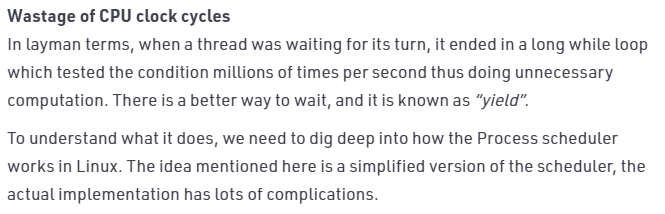 Wastage of CPU clock cycles
In layman terms, when a thread was waiting for its turn, it ended in a long while loop
which tested the condition millions of times per second thus doing unnecessary
computation. There is a better way to wait, and it is known as “yield”.
To understand what it does, we need to dig deep into how the Process scheduler
works in Linux. The idea mentioned here is a simplified version of the scheduler, the
actual implementation has lots of complications.